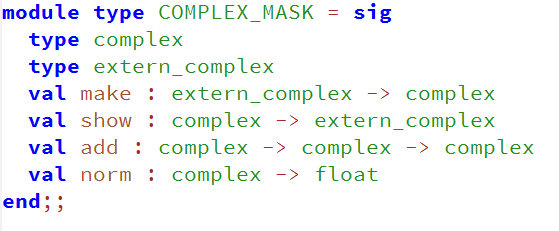 module type COMPLEX_MASK = sig
  type complex
  type extern_complex
  val make : extern_complex -> complex
  val show : complex -> extern_complex
  val add : complex -> complex -> complex
  val norm : complex -> float
end;;